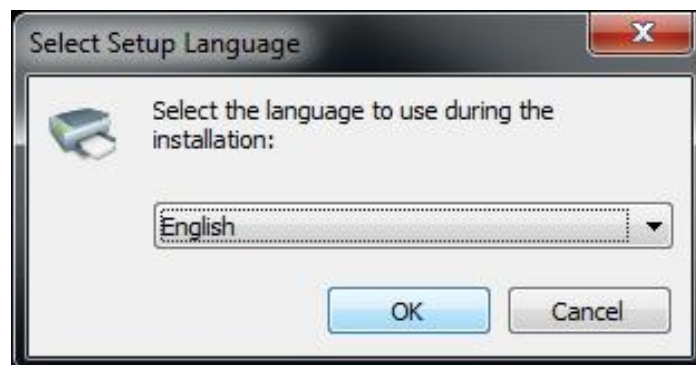 Select Setup Language
Select the language to use during the
installation:
English
OK
Cancel